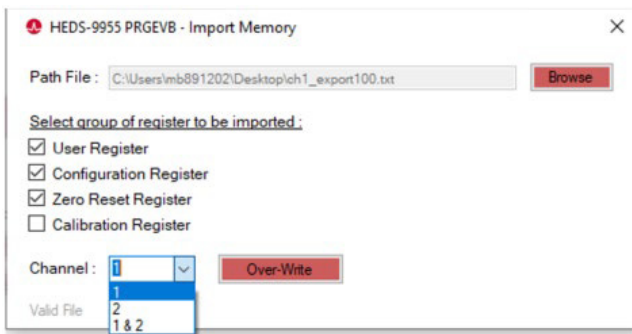 HEDS-9955 PRGEVB - Import Memory
Path File : C:\Users\mb891202\Desktop\ch1_export100.txt Browse
Select group of register to be imported :
User Register
Configuration Register
Zero Reset Register
Calibration Register
Channel : 1 Over-Write
1
Valid File 2
1 & 2